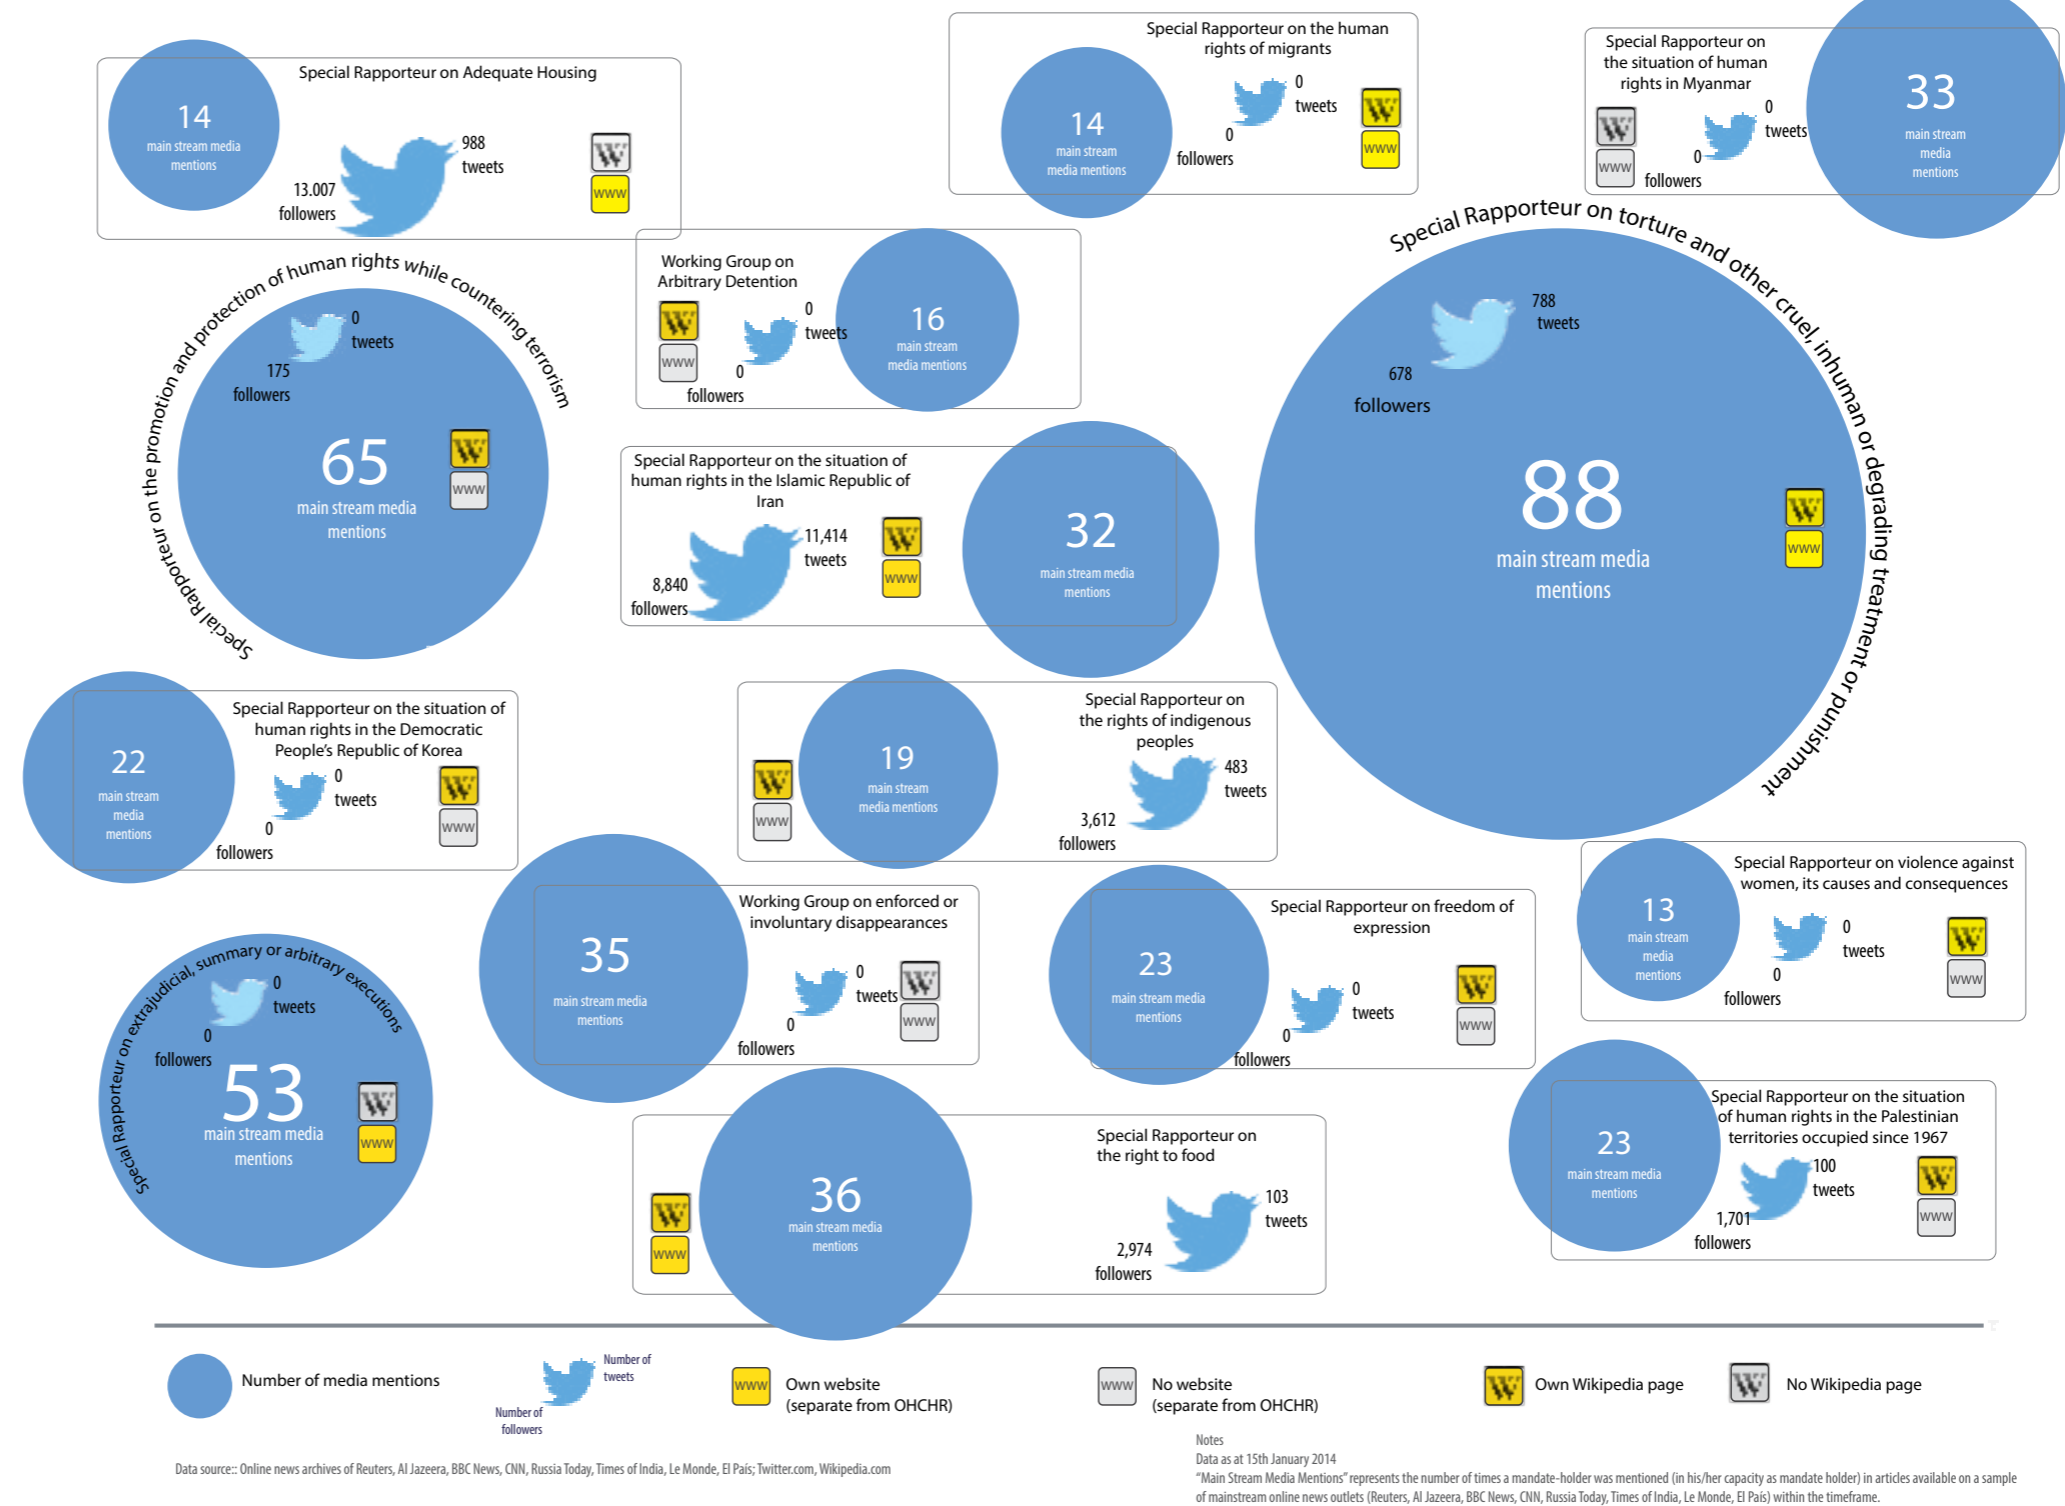 Special Rapporteur on Adequate Housing
14
main stream media
mentions
988
tweets
13.007
followers
W
www
Special Rapporteur on the human
rights of migrants
14
main stream
media mentions
0
tweets
0
followers
W
www
Special Rapporteur on
the situation of human
rights in Myanmar
0
tweets
0
followers
W
www
33
main stream
media
mentions
Special Rapporteur on the promotion and protection of human rights while countering terrorism
0
tweets
175
followers
65
main stream media
mentions
W
www
Working Group on
Arbitrary Detention
W
www
0
tweets
0
followers
16
main stream
media mentions
Special Rapporteur on torture and other cruel, inhuman or degrading treatment or punishment
788
tweets
678
followers
88
main stream media
mentions
W
www
Special Rapporteur on the situation of
human rights in the Islamic Republic of
Iran
11,414
tweets
8,840
followers
W
www
32
main stream media
mentions
22
main stream
media
mentions
Special Rapporteur on the situation of
human rights in the Democratic
People's Republic of Korea
0
tweets
0
followers
W
www
W
www
19
main stream
media mentions
Special Rapporteur on
the rights of indigenous
peoples
483
tweets
3,612
followers
35
main stream media
mentions
Working Group on enforced or
involuntary disappearances
0
tweets
0
followers
W
www
23
main stream media
mentions
Special Rapporteur on freedom of
expression
0
tweets
0
followers
W
www
13
main stream
media
mentions
Special Rapporteur on violence against
women, its causes and consequences
0
tweets
0
followers
W
www
Special Rapporteur on extrajudicial, summary or arbitrary executions
0
tweets
0
followers
53
main stream media
mentions
W
www
W
www
36
main stream media
mentions
Special Rapporteur on
the right to food
103
tweets
2,974
followers
23
main stream media
mentions
Special Rapporteur on the situation
of human rights in the Palestinian
territories occupied since 1967
100
tweets
1,701
followers
W
www
Number of media mentions
Number of
tweets
Number of
followers
www
Own website
(separate from OHCHR)
www
No website
(separate from OHCHR)
W
Own Wikipedia page
W
No Wikipedia page
Data source:: Online news archives of Reuters, Al Jazeera, BBC News, CNN, Russia Today, Times of India, Le Monde, El País; Twitter.com, Wikipedia.com
Notes
Data as at 15th January 2014
“Main Stream Media Mentions” represents the number of times a mandate-holder was mentioned (in his/her capacity as mandate holder) in articles available on a sample
of mainstream online news outlets (Reuters, Al Jazeera, BBC News, CNN, Russia Today, Times of India, Le Monde, El País) within the timeframe.